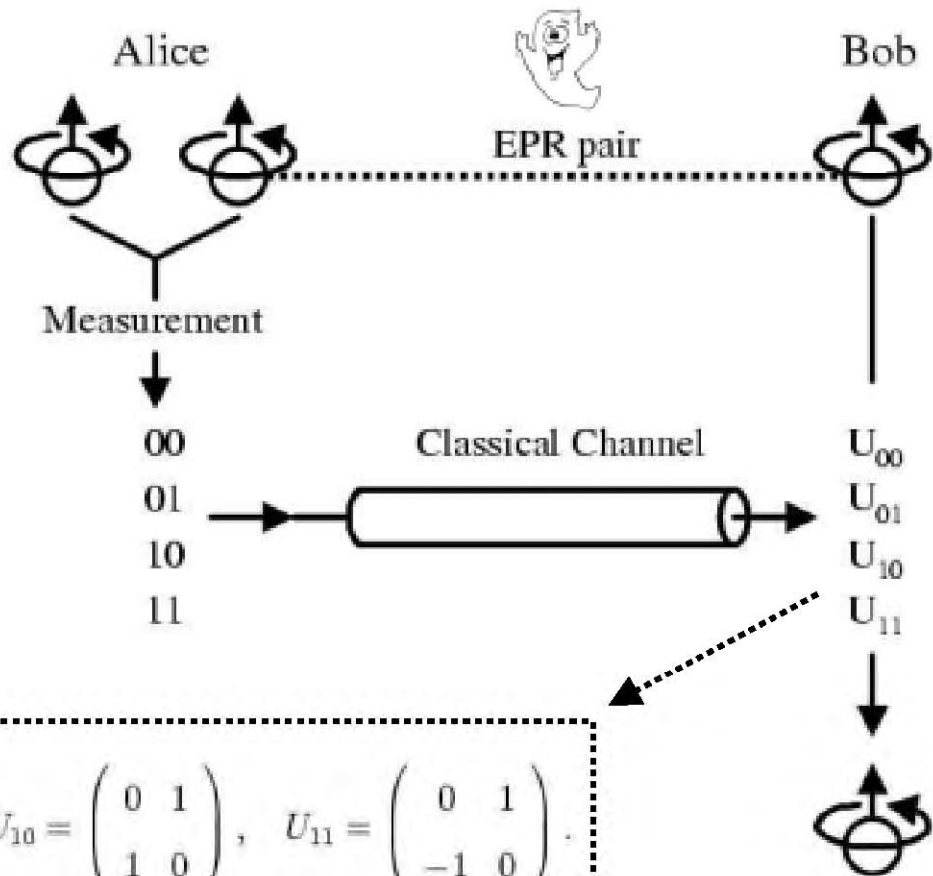 Alice
Bob
EPR pair
Measurement
00
01
10
11
Classical Channel
U₀₀
U₀₁
U₁₀
U₁₁
U₁₀ = ( 0 1 ; 1 0 ) , U₁₁ = ( 0 1 ; −1 0 ) .